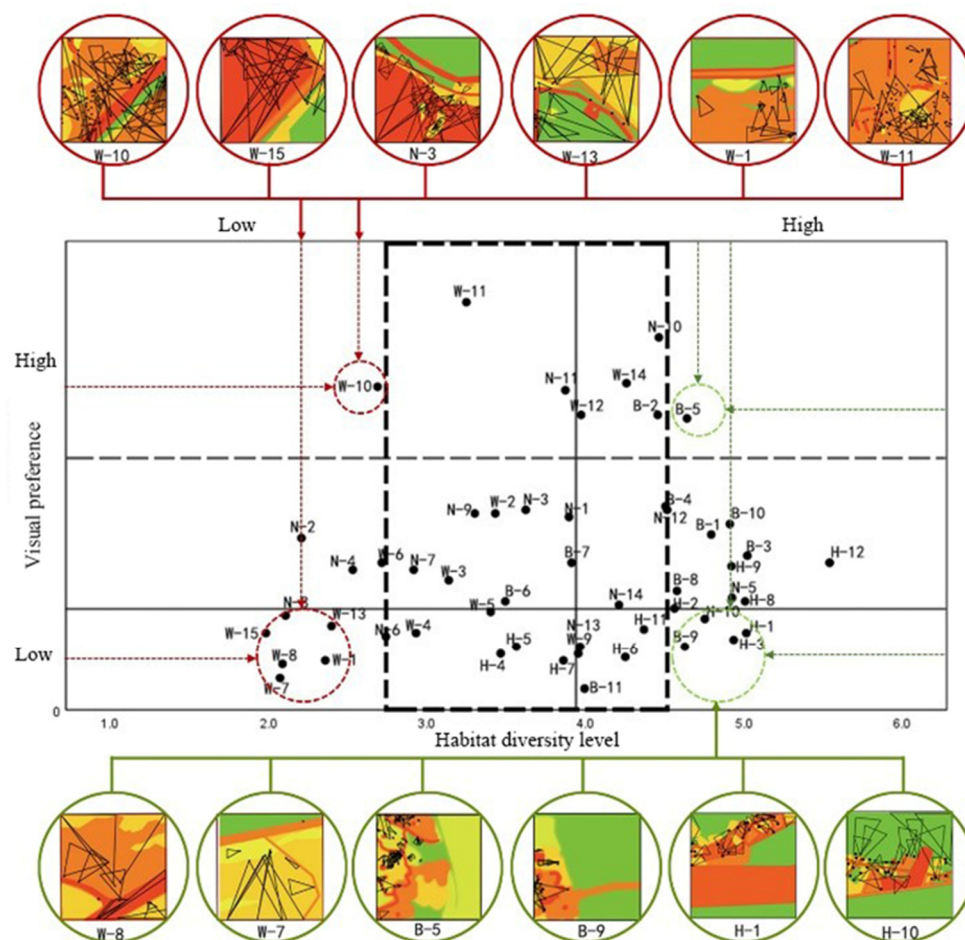 W-10 W-15 N-3 W-13 W-1 W-11
Low High
W-11
N-10
High
W-10
N-11
W-14
W-12
B-2
B-5
Visual preference
N-9
W-2
N-3
N-1
B-4
N-12
B-1
B-10
N-2
N-4
W-6
N-7
W-3
B-7
B-3
H-9
H-12
B-6
W-5
N-14
B-8
H-2
N-5
H-8
W-13
W-15
N-6
W-4
N-13
W-9
H-11
N-10
H-1
H-3
B-9
Low
W-8
W-1
H-4
H-5
H-7
H-6
W-7
B-11
0
1.0 2.0 3.0 4.0 5.0 6.0
Habitat diversity level
W-8 W-7 B-5 B-9 H-1 H-10